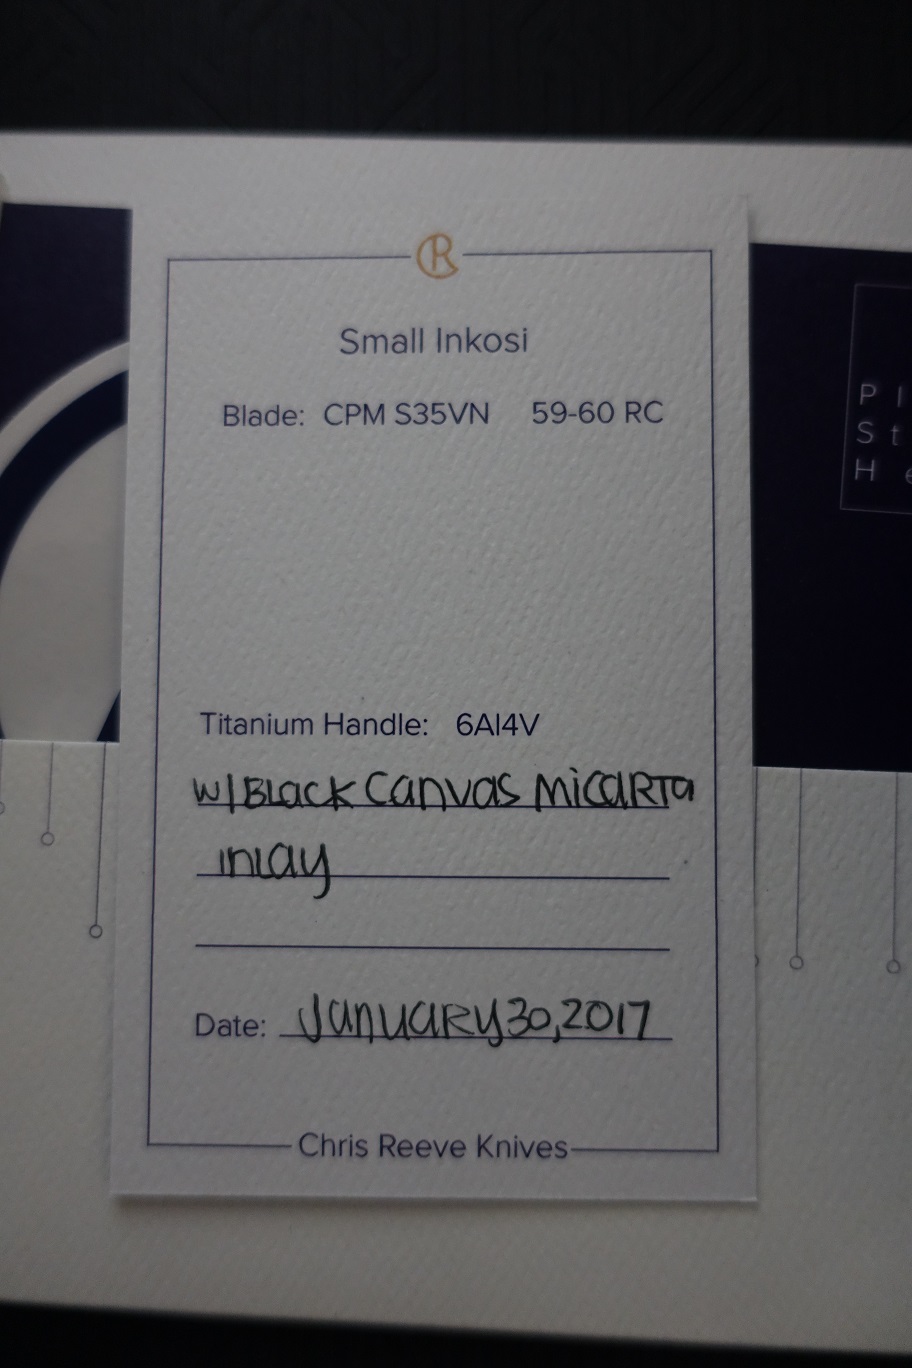 Small Inkosi
Blade: CPM S35VN 59-60 RC
Titanium Handle: 6Al4V
W/Black Canvas Micarta
inlay
Date: January 30, 2017
Chris Reeve Knives